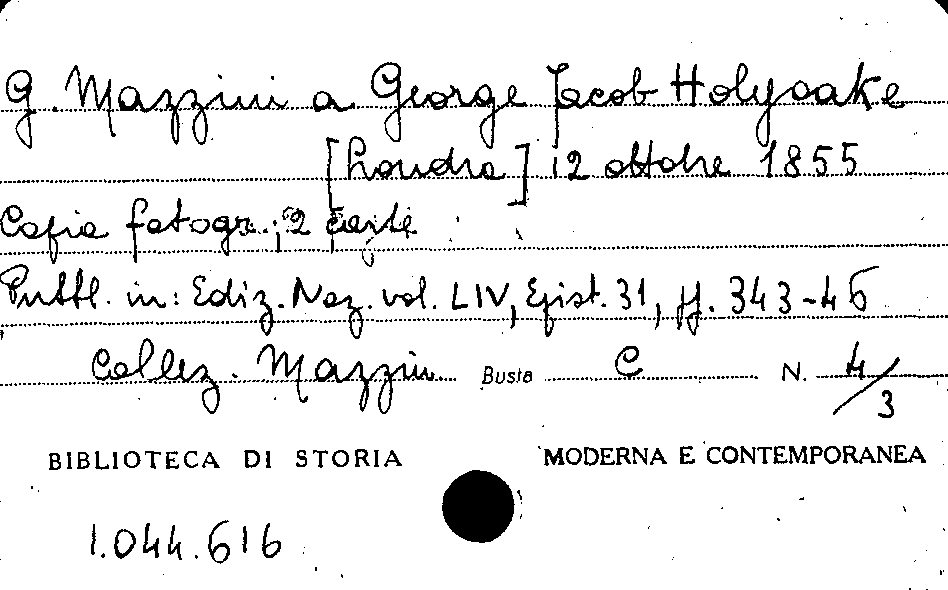 G. Mazzini a George Jacob Holyoake
[Londra] 12 ottobre 1855
Copia fotogr.; 2 carte
Pubbl. in: Ediz. Naz. vol. LIV, Epist. 31, pp. 343-46
Collez. Mazzini Busta C N. 4/3
BIBLIOTECA DI STORIA MODERNA E CONTEMPORANEA
1.044.616